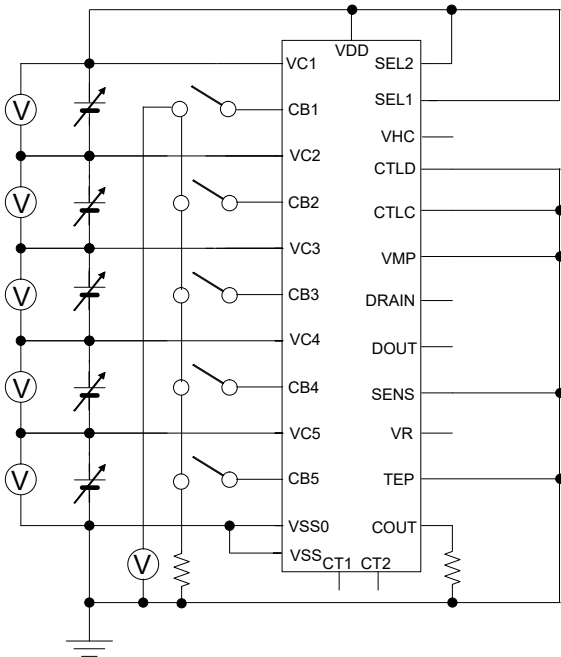 VDD
VC1
SEL2
SEL1
V
CB1
VHC
VC2
CTLD
V
CB2
CTLC
VC3
VMP
V
CB3
DRAIN
VC4
DOUT
V
CB4
SENS
VC5
VR
V
CB5
TEP
VSS0
COUT
VSS
V
CT1
CT2